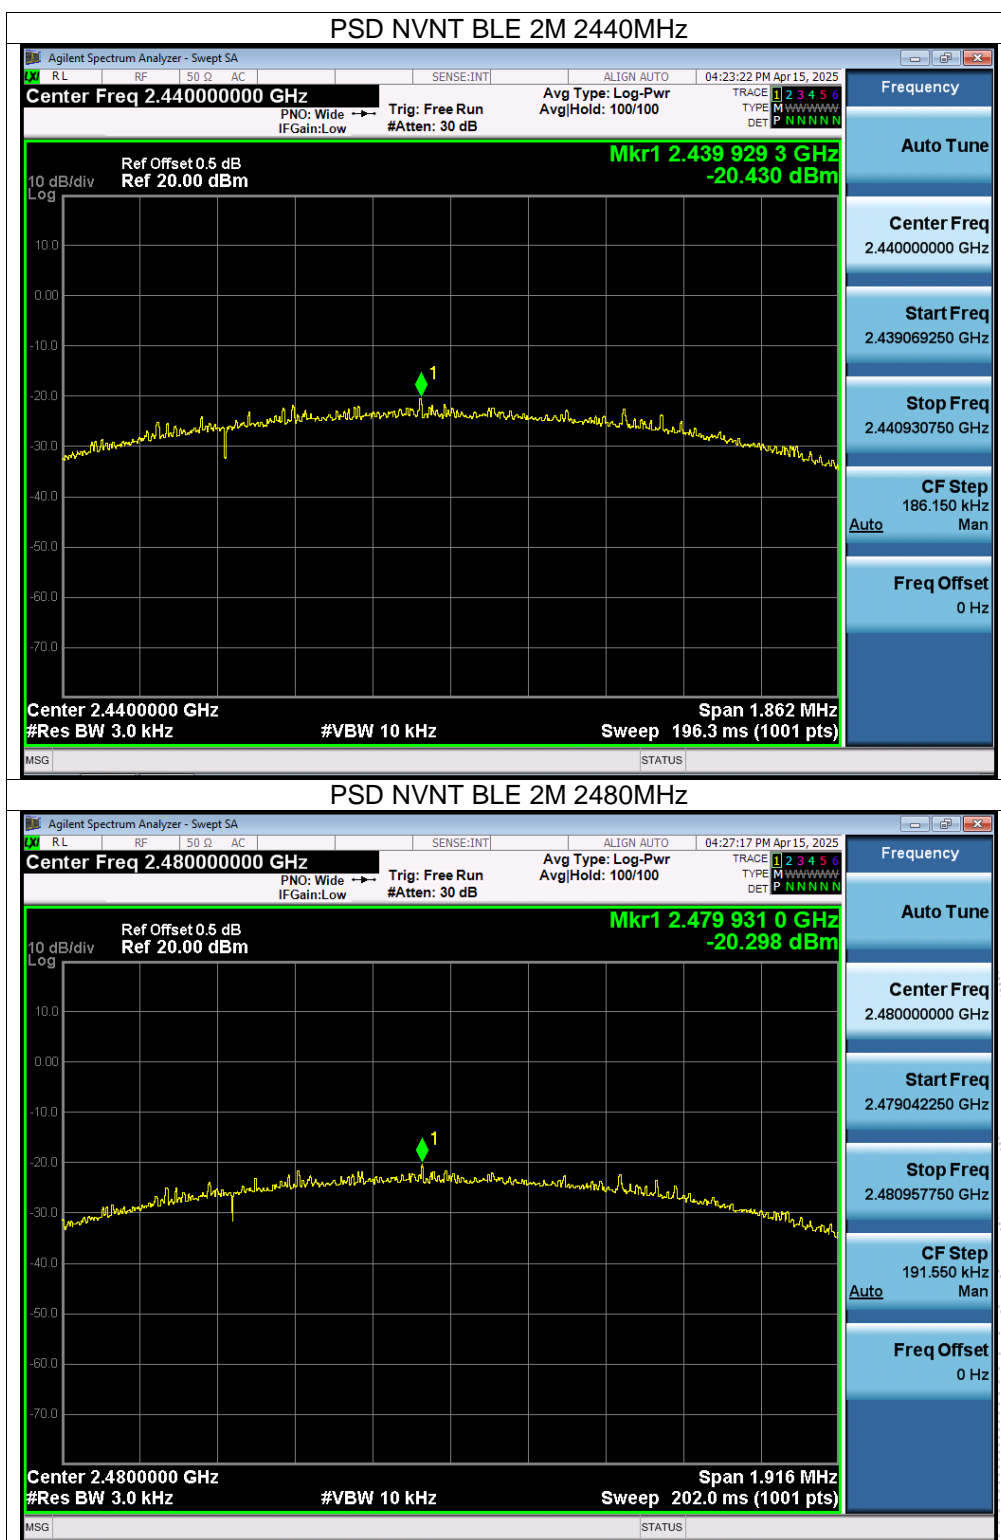 PSD NVNT BLE 2M 2440MHz
Agilent Spectrum Analyzer - Swept SA
LXI RL RF 50 Ω AC SENSE:INT ALIGN AUTO 04:23:22 PM Apr 15, 2025
Center Freq 2.440000000 GHz
PNO: Wide
IFGain:Low
Trig: Free Run
#Atten: 30 dB
Avg Type: Log-Pwr
Avg|Hold: 100/100
TRACE 1 2 3 4 5 6
TYPE M W W W W W
DET P N N N N N
Frequency
Mkr1 2.439 929 3 GHz
-20.430 dBm
Ref Offset 0.5 dB
10 dB/div Ref 20.00 dBm
Log
10.0
0.00
-10.0
-20.0
-30.0
-40.0
-50.0
-60.0
-70.0
1
Center 2.4400000 GHz Span 1.862 MHz
#Res BW 3.0 kHz #VBW 10 kHz Sweep 196.3 ms (1001 pts)
Auto Tune
Center Freq
2.440000000 GHz
Start Freq
2.439069250 GHz
Stop Freq
2.440930750 GHz
CF Step
186.150 kHz
Auto Man
Freq Offset
0 Hz
MSG STATUS
PSD NVNT BLE 2M 2480MHz
Agilent Spectrum Analyzer - Swept SA
LXI RL RF 50 Ω AC SENSE:INT ALIGN AUTO 04:27:17 PM Apr 15, 2025
Center Freq 2.480000000 GHz
PNO: Wide
IFGain:Low
Trig: Free Run
#Atten: 30 dB
Avg Type: Log-Pwr
Avg|Hold: 100/100
TRACE 1 2 3 4 5 6
TYPE M W W W W W
DET P N N N N N
Frequency
Mkr1 2.479 931 0 GHz
-20.298 dBm
Ref Offset 0.5 dB
10 dB/div Ref 20.00 dBm
Log
10.0
0.00
-10.0
-20.0
-30.0
-40.0
-50.0
-60.0
-70.0
1
Center 2.4800000 GHz Span 1.916 MHz
#Res BW 3.0 kHz #VBW 10 kHz Sweep 202.0 ms (1001 pts)
Auto Tune
Center Freq
2.480000000 GHz
Start Freq
2.479042250 GHz
Stop Freq
2.480957750 GHz
CF Step
191.550 kHz
Auto Man
Freq Offset
0 Hz
MSG STATUS